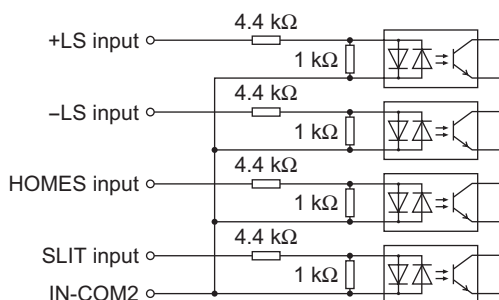 4.4 kΩ
+LS input
1 kΩ
4.4 kΩ
–LS input
1 kΩ
4.4 kΩ
HOMES input
1 kΩ
4.4 kΩ
SLIT input
1 kΩ
IN-COM2